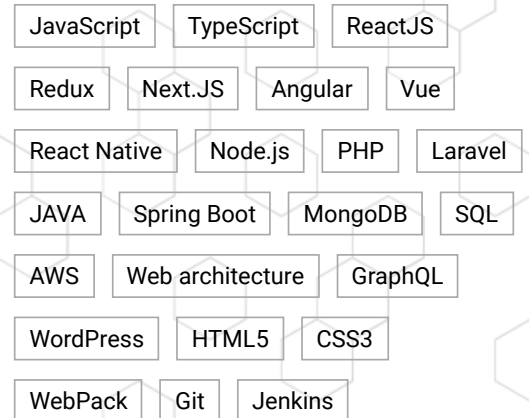 JavaScript TypeScript ReactJS
Redux Next.JS Angular Vue
React Native Node.js PHP Laravel
JAVA Spring Boot MongoDB SQL
AWS Web architecture GraphQL
WordPress HTML5 CSS3
WebPack Git Jenkins